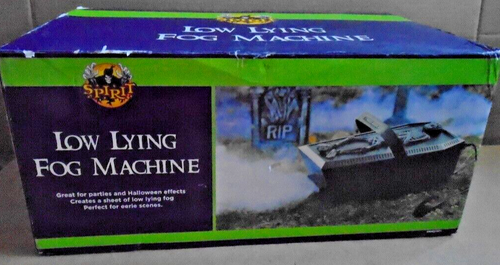 LOW LYING
FOG MACHINE
SPIRIT
LOW LYING
FOG MACHINE
Great for parties and Halloween effects
Creates a sheet of low lying fog
Perfect for eerie scenes.
RIP